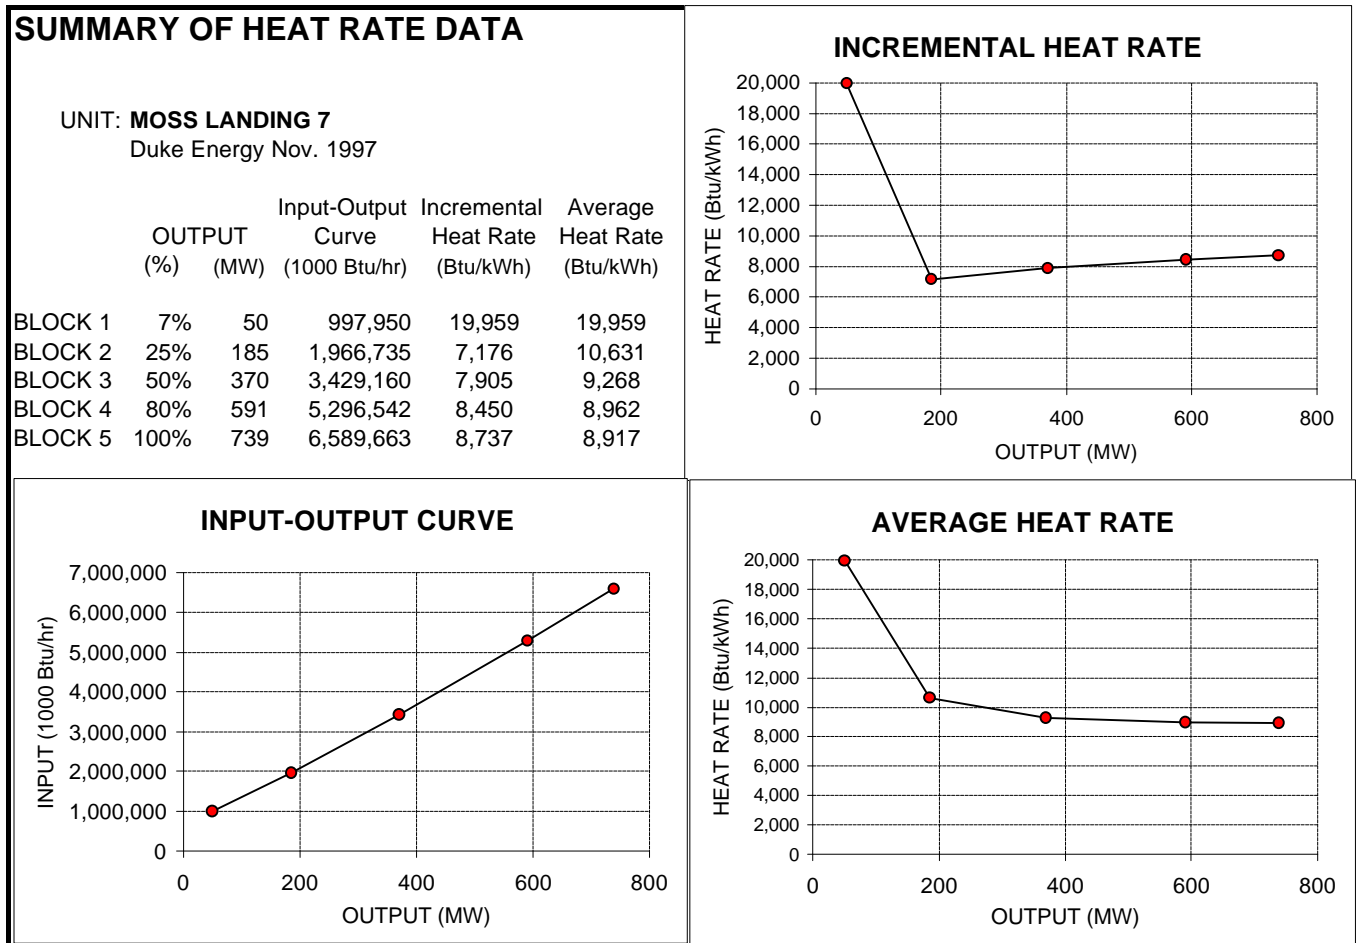 SUMMARY OF HEAT RATE DATA
UNIT: MOSS LANDING 7
Duke Energy Nov. 1997
Input-Output Incremental Average
OUTPUT Curve Heat Rate Heat Rate
(%) (MW) (1000 Btu/hr) (Btu/kWh) (Btu/kWh)
BLOCK 1 7% 50 997,950 19,959 19,959
BLOCK 2 25% 185 1,966,735 7,176 10,631
BLOCK 3 50% 370 3,429,160 7,905 9,268
BLOCK 4 80% 591 5,296,542 8,450 8,962
BLOCK 5 100% 739 6,589,663 8,737 8,917
INCREMENTAL HEAT RATE
HEAT RATE (Btu/kWh)
20,000
18,000
16,000
14,000
12,000
10,000
8,000
6,000
4,000
2,000
0
0 200 400 600 800
OUTPUT (MW)
INPUT-OUTPUT CURVE
INPUT (1000 Btu/hr)
7,000,000
6,000,000
5,000,000
4,000,000
3,000,000
2,000,000
1,000,000
0
0 200 400 600 800
OUTPUT (MW)
AVERAGE HEAT RATE
HEAT RATE (Btu/kWh)
20,000
18,000
16,000
14,000
12,000
10,000
8,000
6,000
4,000
2,000
0
0 200 400 600 800
OUTPUT (MW)